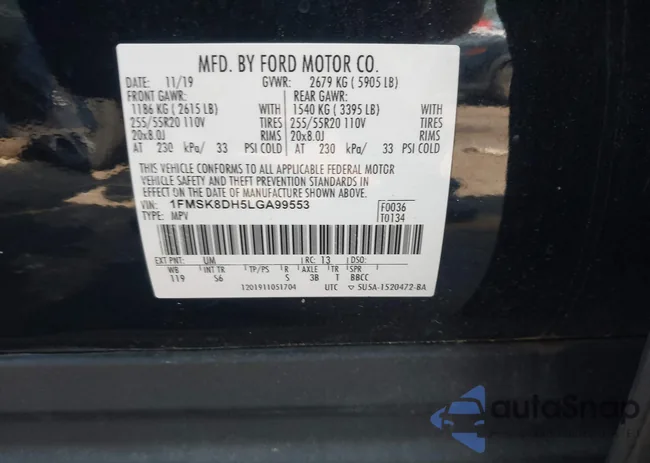 MFD. BY FORD MOTOR CO.
DATE: 11/19 GVWR: 2679 KG ( 5905 LB)
FRONT GAWR: REAR GAWR:
1186 KG ( 2615 LB) WITH 1540 KG ( 3395 LB) WITH
255/55R20 110V TIRES 255/55R20 110V TIRES
20x8.0J RIMS 20x8.0J RIMS
AT 230 kPa/ 33 PSI COLD AT 230 kPa/ 33 PSI COLD
THIS VEHICLE CONFORMS TO ALL APPLICABLE FEDERAL MOTOR
VEHICLE SAFETY AND THEFT PREVENTION STANDARDS IN
EFFECT ON THE DATE OF MANUFACTURE SHOWN ABOVE.
VIN: 1FMSK8DH5LGA99553 F0036
TYPE: MPV T0134
EXT PNT: UM RC: 13 DSO:
WB INT TR TP/PS R AXLE TR SPR
119 S6 S 3B T BBCC
1201911051704 UTC 5U5A-1520472-BA
autoSnap